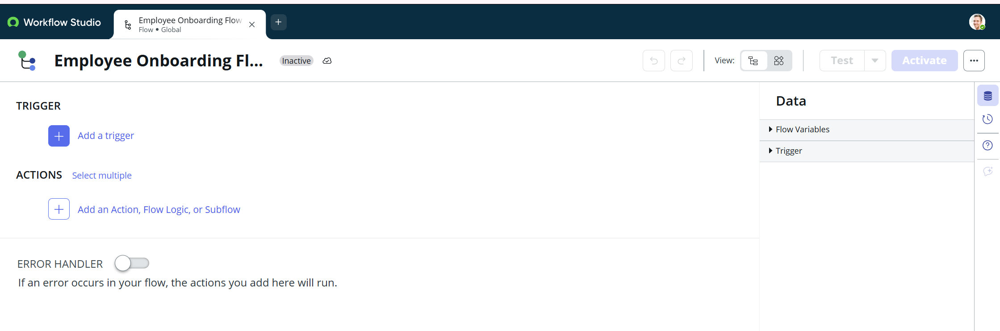 Workflow Studio
Employee Onboarding Flow
Flow • Global
Employee Onboarding Fl...
Inactive
View:
Test
Activate
TRIGGER
Add a trigger
ACTIONS
Select multiple
Add an Action, Flow Logic, or Subflow
ERROR HANDLER
If an error occurs in your flow, the actions you add here will run.
Data
Flow Variables
Trigger